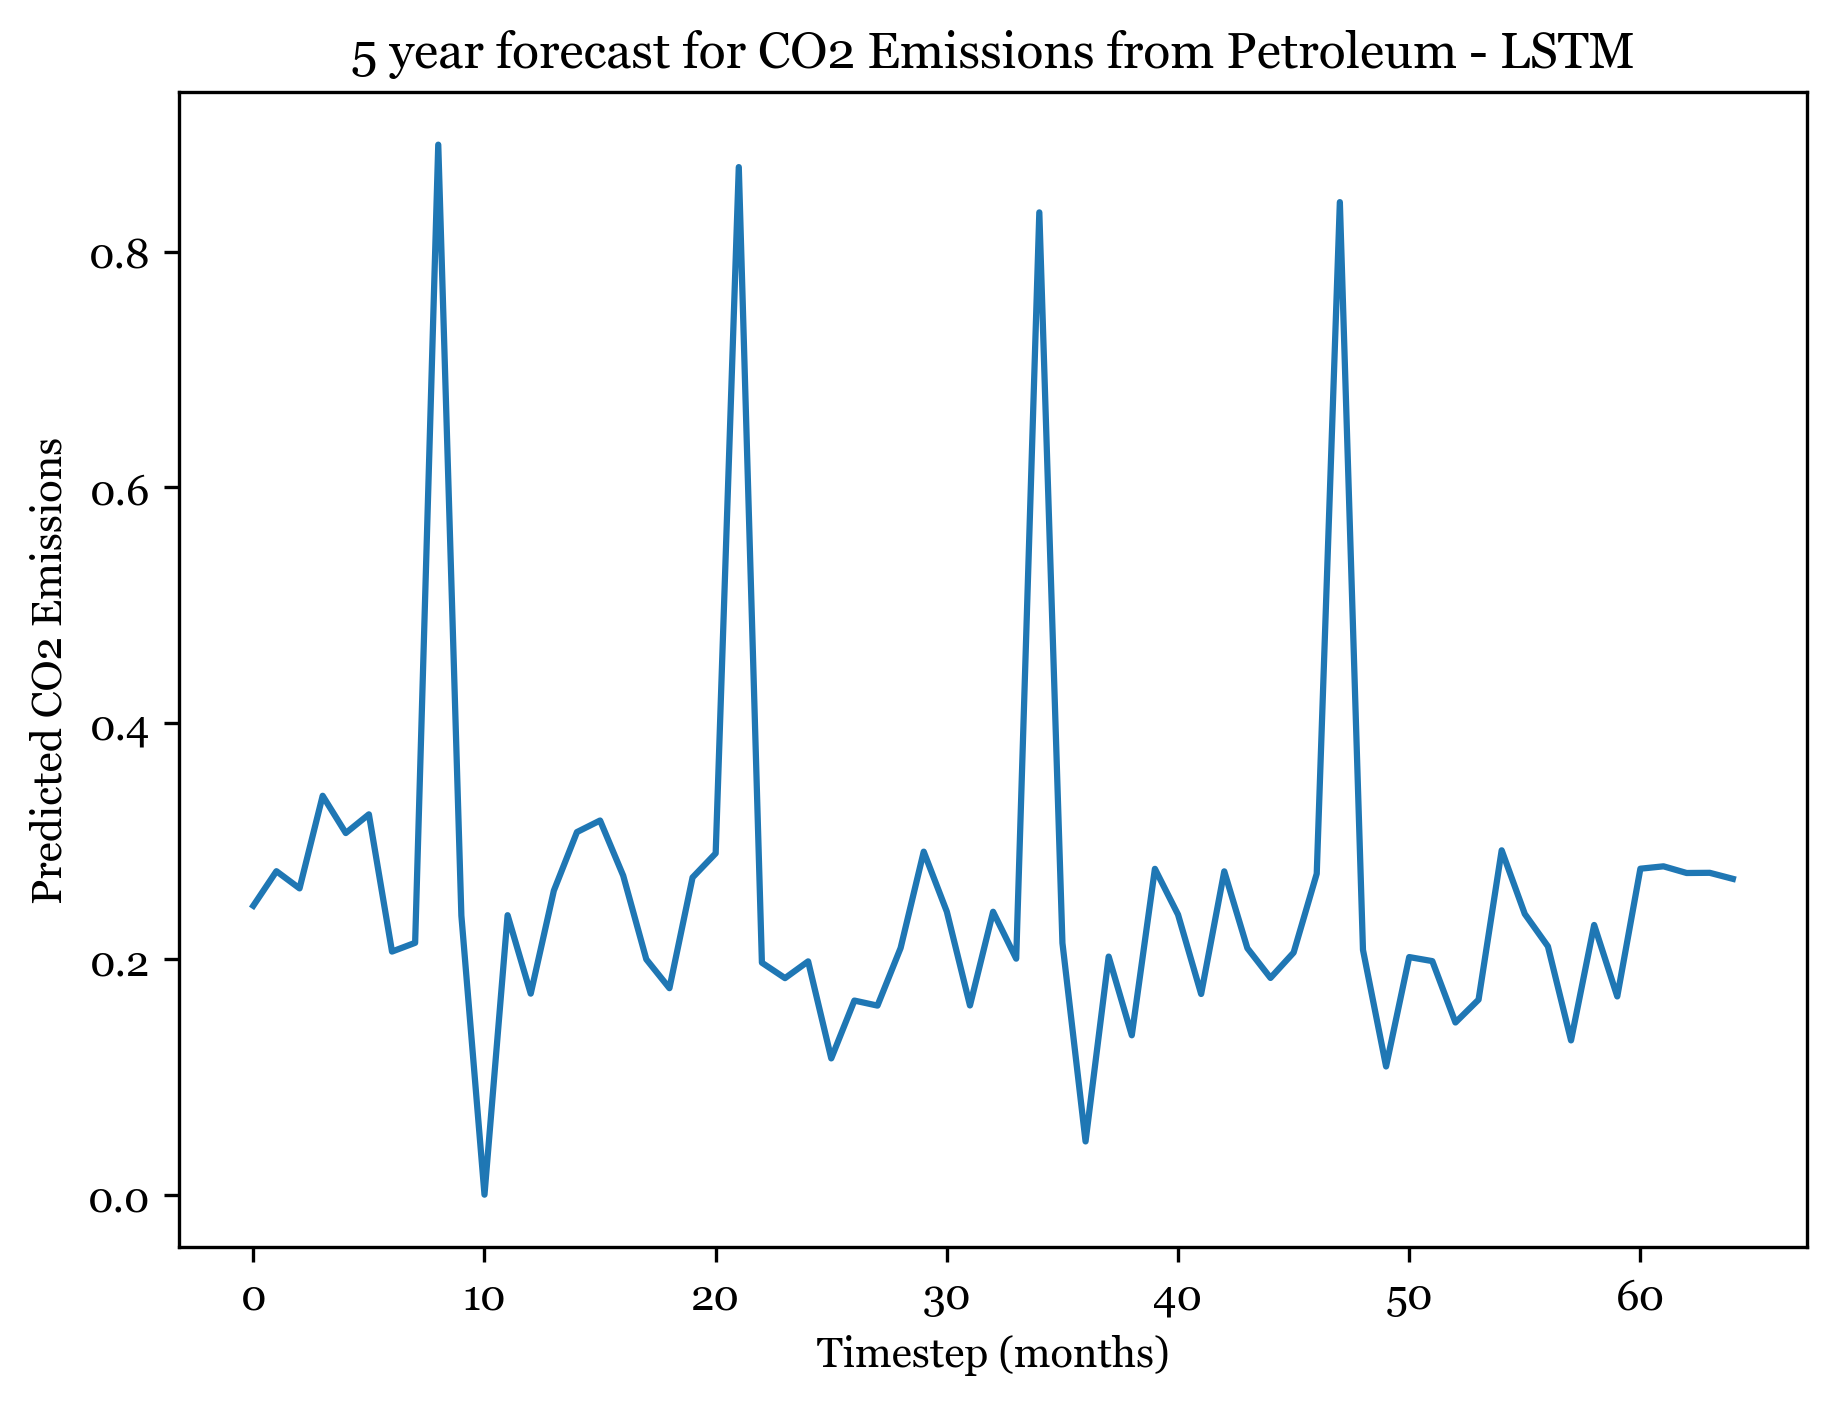 5 year forecast for CO2 Emissions from Petroleum - LSTM
Predicted CO2 Emissions
0.8
0.6
0.4
0.2
0.0
0 10 20 30 40 50 60
Timestep (months)